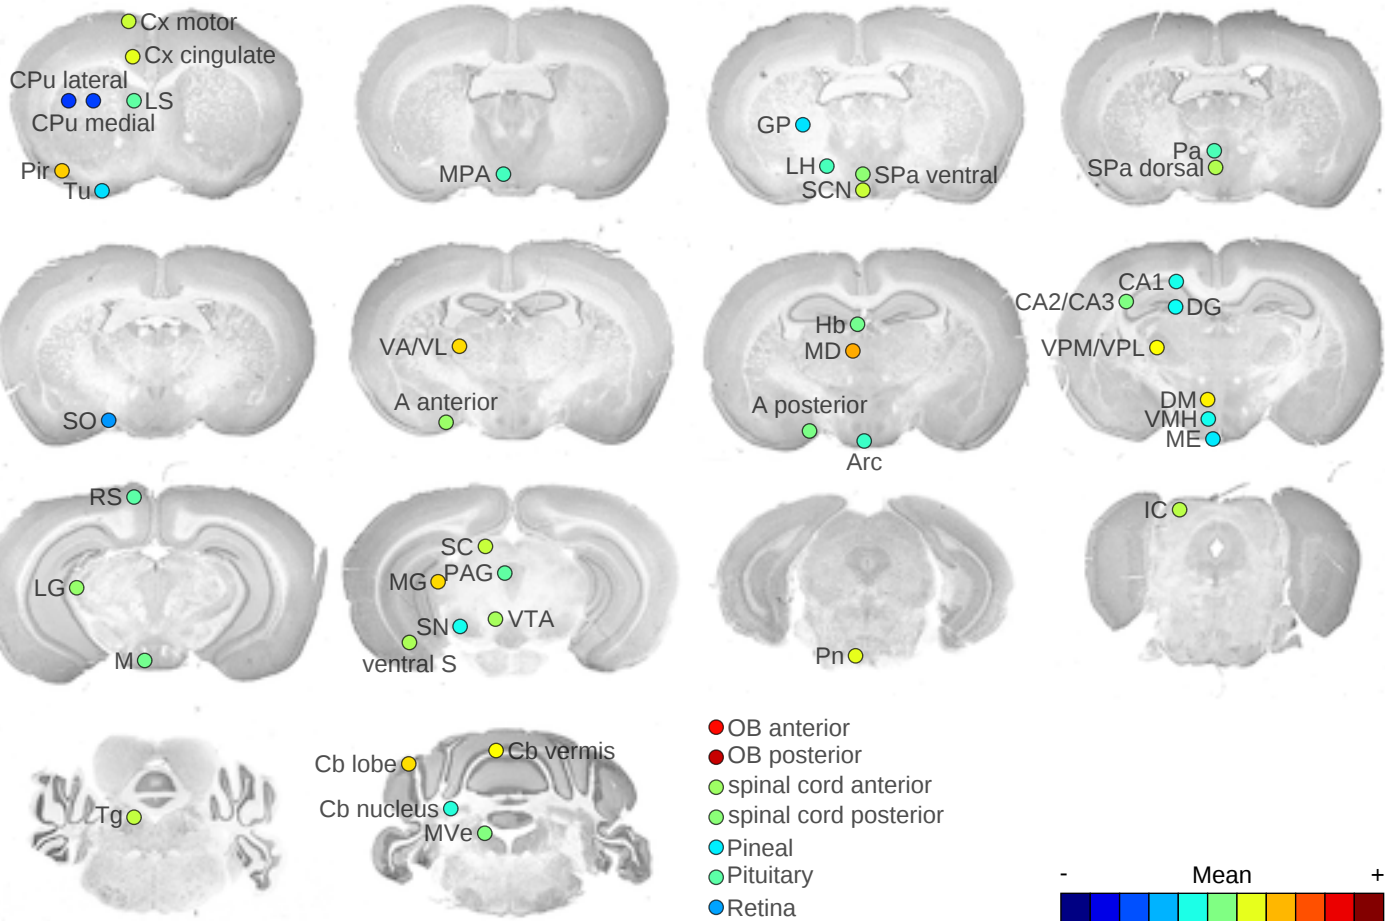 Cx motor
Cx cingulate
CPu lateral
LS
CPu medial
Pir
Tu
MPA
GP
LH
SPa ventral
SCN
Pa
SPa dorsal
SO
VA/VL
A anterior
Hb
MD
A posterior
Arc
CA1
CA2/CA3
DG
VPM/VPL
DM
VMH
ME
RS
LG
M
SC
MG
PAG
SN
VTA
ventral S
Pn
IC
Tg
Cb lobe
Cb vermis
Cb nucleus
MVe
OB anterior
OB posterior
spinal cord anterior
spinal cord posterior
Pineal
Pituitary
Retina
- Mean +